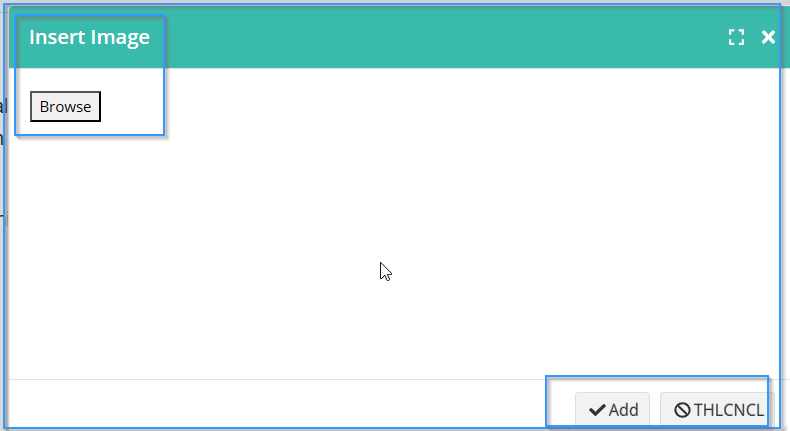 Insert Image
Browse
Add
THLCNCL